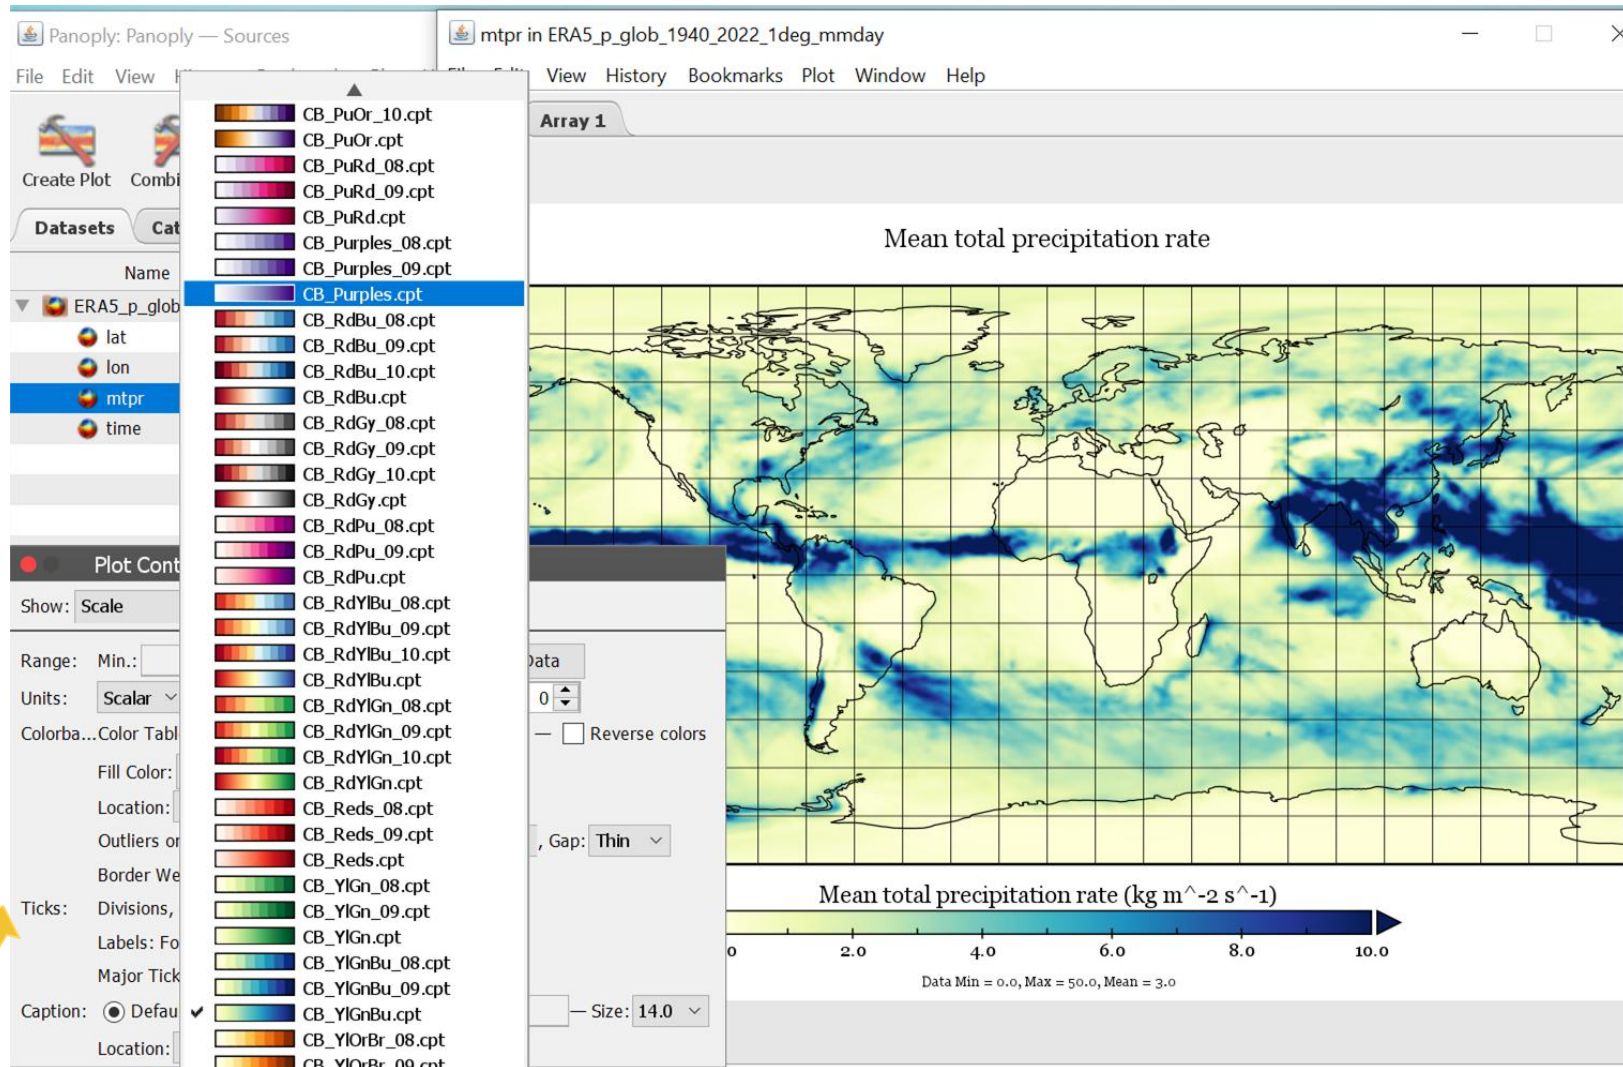 Panoply: Panoply — Sources
File Edit View
Create Plot Combi
Datasets Cat
Name
ERA5_p_glob
lat
lon
mtpr
time
CB_PuOr_10.cpt
CB_PuOr.cpt
CB_PuRd_08.cpt
CB_PuRd_09.cpt
CB_PuRd.cpt
CB_Purples_08.cpt
CB_Purples_09.cpt
CB_Purples.cpt
CB_RdBu_08.cpt
CB_RdBu_09.cpt
CB_RdBu_10.cpt
CB_RdBu.cpt
CB_RdGy_08.cpt
CB_RdGy_09.cpt
CB_RdGy_10.cpt
CB_RdGy.cpt
CB_RdPu_08.cpt
CB_RdPu_09.cpt
CB_RdPu.cpt
CB_RdYlBu_08.cpt
CB_RdYlBu_09.cpt
CB_RdYlBu_10.cpt
CB_RdYlBu.cpt
CB_RdYlGn_08.cpt
CB_RdYlGn_09.cpt
CB_RdYlGn_10.cpt
CB_RdYlGn.cpt
CB_Reds_08.cpt
CB_Reds_09.cpt
CB_Reds.cpt
CB_YlGn_08.cpt
CB_YlGn_09.cpt
CB_YlGn.cpt
CB_YlGnBu_08.cpt
CB_YlGnBu_09.cpt
CB_YlGnBu.cpt
CB_YlOrBr_08.cpt
CB_YlOrBr_09.cpt
mtpr in ERA5_p_glob_1940_2022_1deg_mmday
View History Bookmarks Plot Window Help
Array 1
Mean total precipitation rate
Mean total precipitation rate (kg m^-2 s^-1)
0 2.0 4.0 6.0 8.0 10.0
Data Min = 0.0, Max = 50.0, Mean = 3.0
Plot Cont
Show: Scale
Range: Min.: Data
Units: Scalar 0
Colorba... Color Tabl — Reverse colors
Fill Color:
Location:
Outliers or , Gap: Thin
Border We
Ticks: Divisions,
Labels: Fo
Major Tick
Caption: Defau — Size: 14.0
Location: